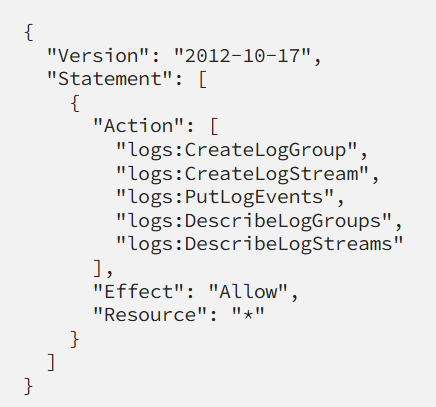 {
  "Version": "2012-10-17",
  "Statement": [
    {
      "Action": [
        "logs:CreateLogGroup",
        "logs:CreateLogStream",
        "logs:PutLogEvents",
        "logs:DescribeLogGroups",
        "logs:DescribeLogStreams"
      ],
      "Effect": "Allow",
      "Resource": "*"
    }
  ]
}